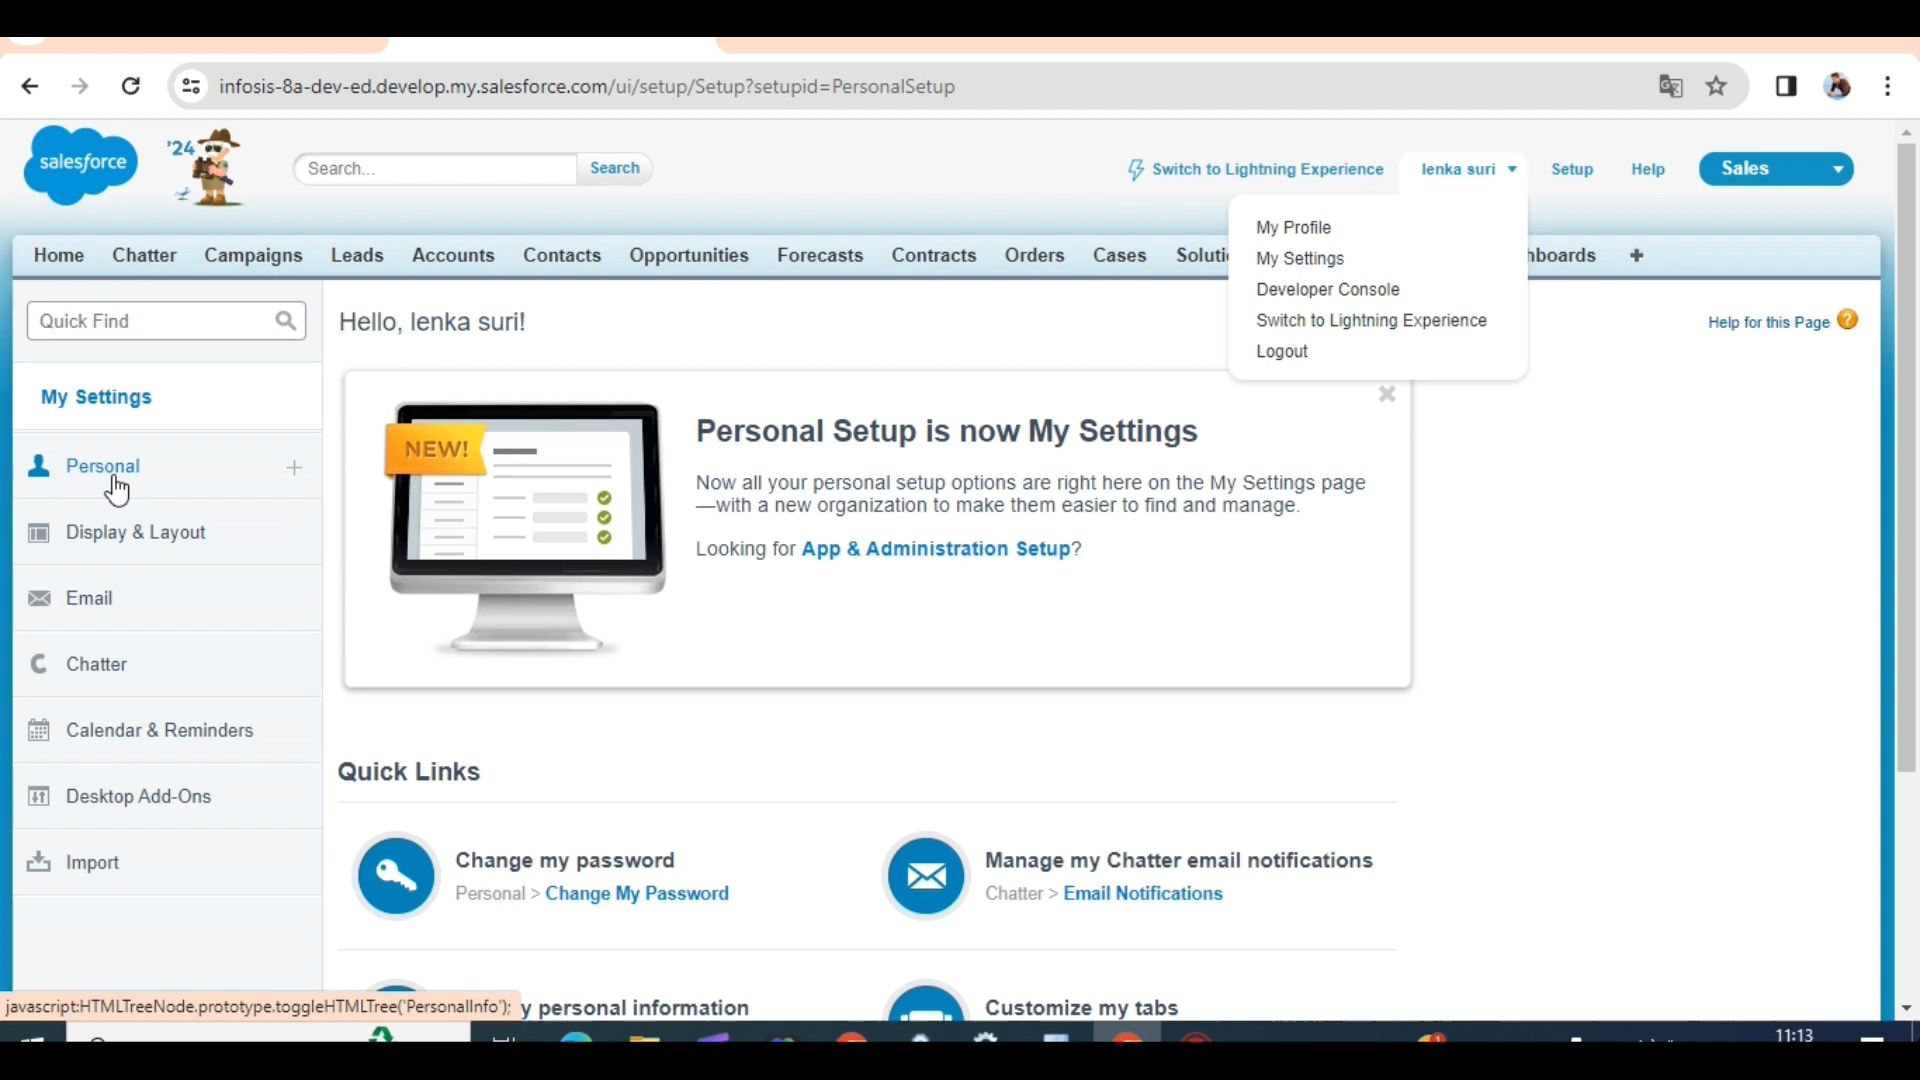 infosis-8a-dev-ed.develop.my.salesforce.com/ui/setup/Setup?setupid=PersonalSetup
salesforce
'24
Search...
Search
Switch to Lightning Experience
lenka suri
Setup
Help
Sales
My Profile
My Settings
Developer Console
Switch to Lightning Experience
Logout
Home Chatter Campaigns Leads Accounts Contacts Opportunities Forecasts Contracts Orders Cases Soluti hboards +
Quick Find
Hello, lenka suri!
Help for this Page ?
My Settings
Personal
Display & Layout
Email
Chatter
Calendar & Reminders
Desktop Add-Ons
Import
NEW!
Personal Setup is now My Settings
Now all your personal setup options are right here on the My Settings page
—with a new organization to make them easier to find and manage.
Looking for App & Administration Setup?
Quick Links
Change my password
Personal > Change My Password
Manage my Chatter email notifications
Chatter > Email Notifications
y personal information
Customize my tabs
javascript:HTMLTreeNode.prototype.toggleHTMLTree('PersonalInfo');
11:13